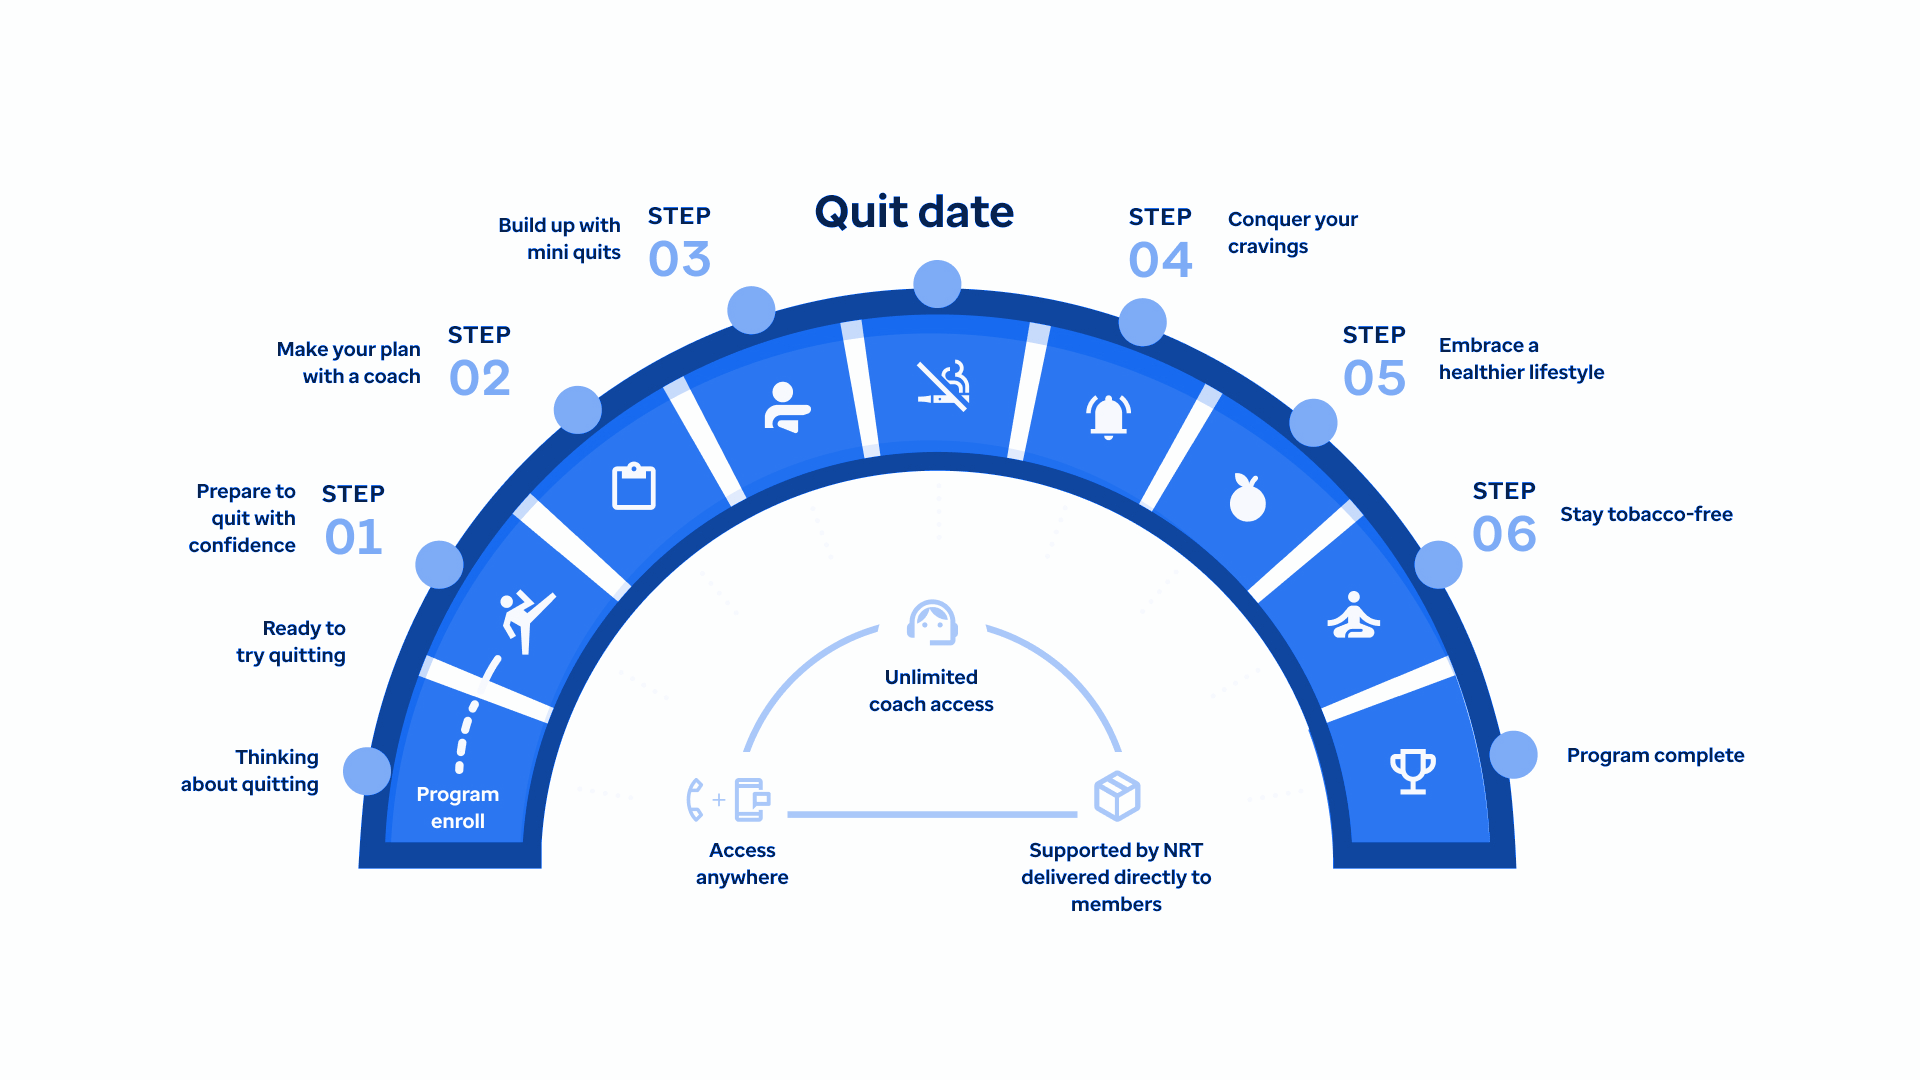 Quit date
Thinking
about quitting
Program
enroll
Ready to
try quitting
STEP
01
Prepare to
quit with
confidence
STEP
02
Make your plan
with a coach
STEP
03
Build up with
mini quits
STEP
04
Conquer your
cravings
STEP
05
Embrace a
healthier lifestyle
STEP
06
Stay tobacco-free
Program complete
Unlimited
coach access
+
Access
anywhere
Supported by NRT
delivered directly to
members